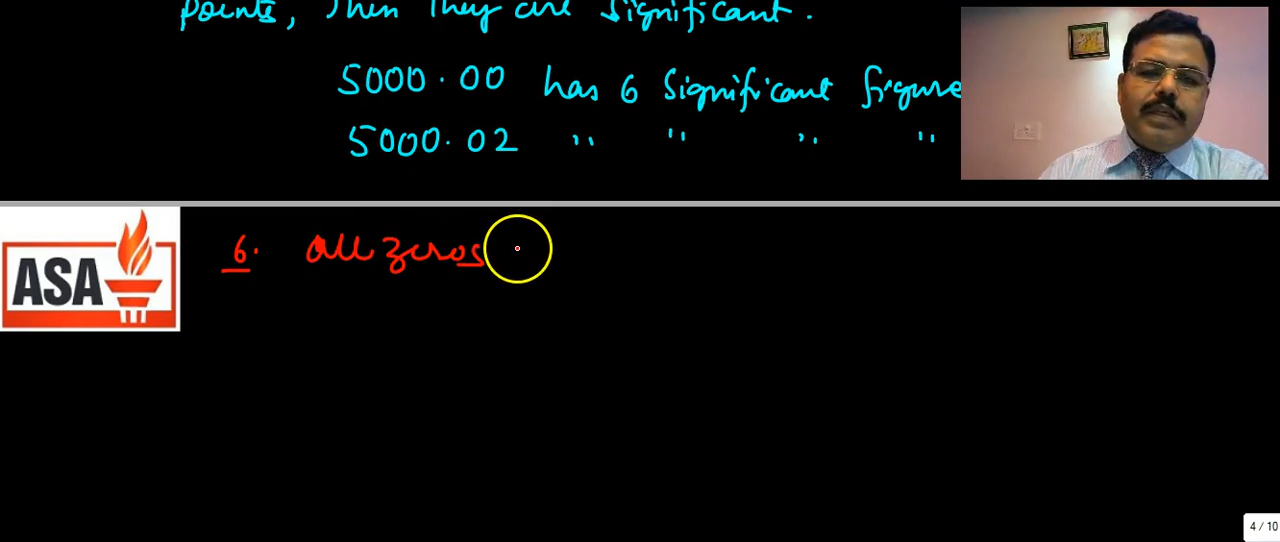 points, Then They are Significant.
5000.00 has 6 Significant figure
5000.02 " " " "
ASA
6. All zeros
4 / 10